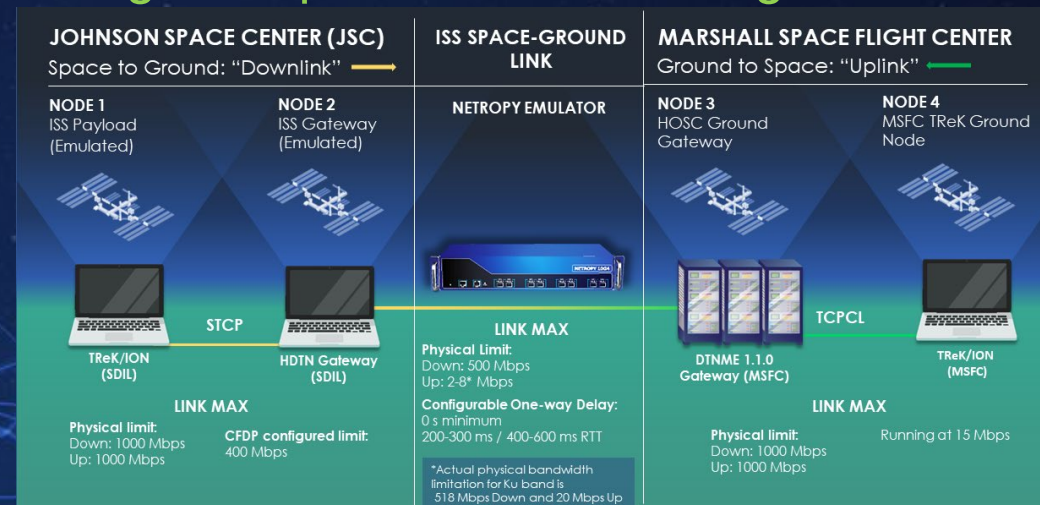 JOHNSON SPACE CENTER (JSC)
Space to Ground: “Downlink”
ISS SPACE-GROUND
LINK
MARSHALL SPACE FLIGHT CENTER
Ground to Space: “Uplink”
NODE 1
ISS Payload
(Emulated)
NODE 2
ISS Gateway
(Emulated)
NETROPY EMULATOR
NODE 3
HOSC Ground
Gateway
NODE 4
MSFC TReK Ground
Node
STCP
TReK/ION
(SDIL)
HDTN Gateway
(SDIL)
LINK MAX
Physical limit:
Down: 1000 Mbps
Up: 1000 Mbps
CFDP configured limit:
400 Mbps
NETROPY
LINK MAX
Physical Limit:
Down: 500 Mbps
Up: 2-8* Mbps
Configurable One-way Delay:
0 s minimum
200-300 ms / 400-600 ms RTT
*Actual physical bandwidth
limitation for Ku band is
518 Mbps Down and 20 Mbps Up
TCPCL
DTNME 1.1.0
Gateway (MSFC)
TReK/ION
(MSFC)
LINK MAX
Physical limit:
Down: 1000 Mbps
Up: 1000 Mbps
Running at 15 Mbps